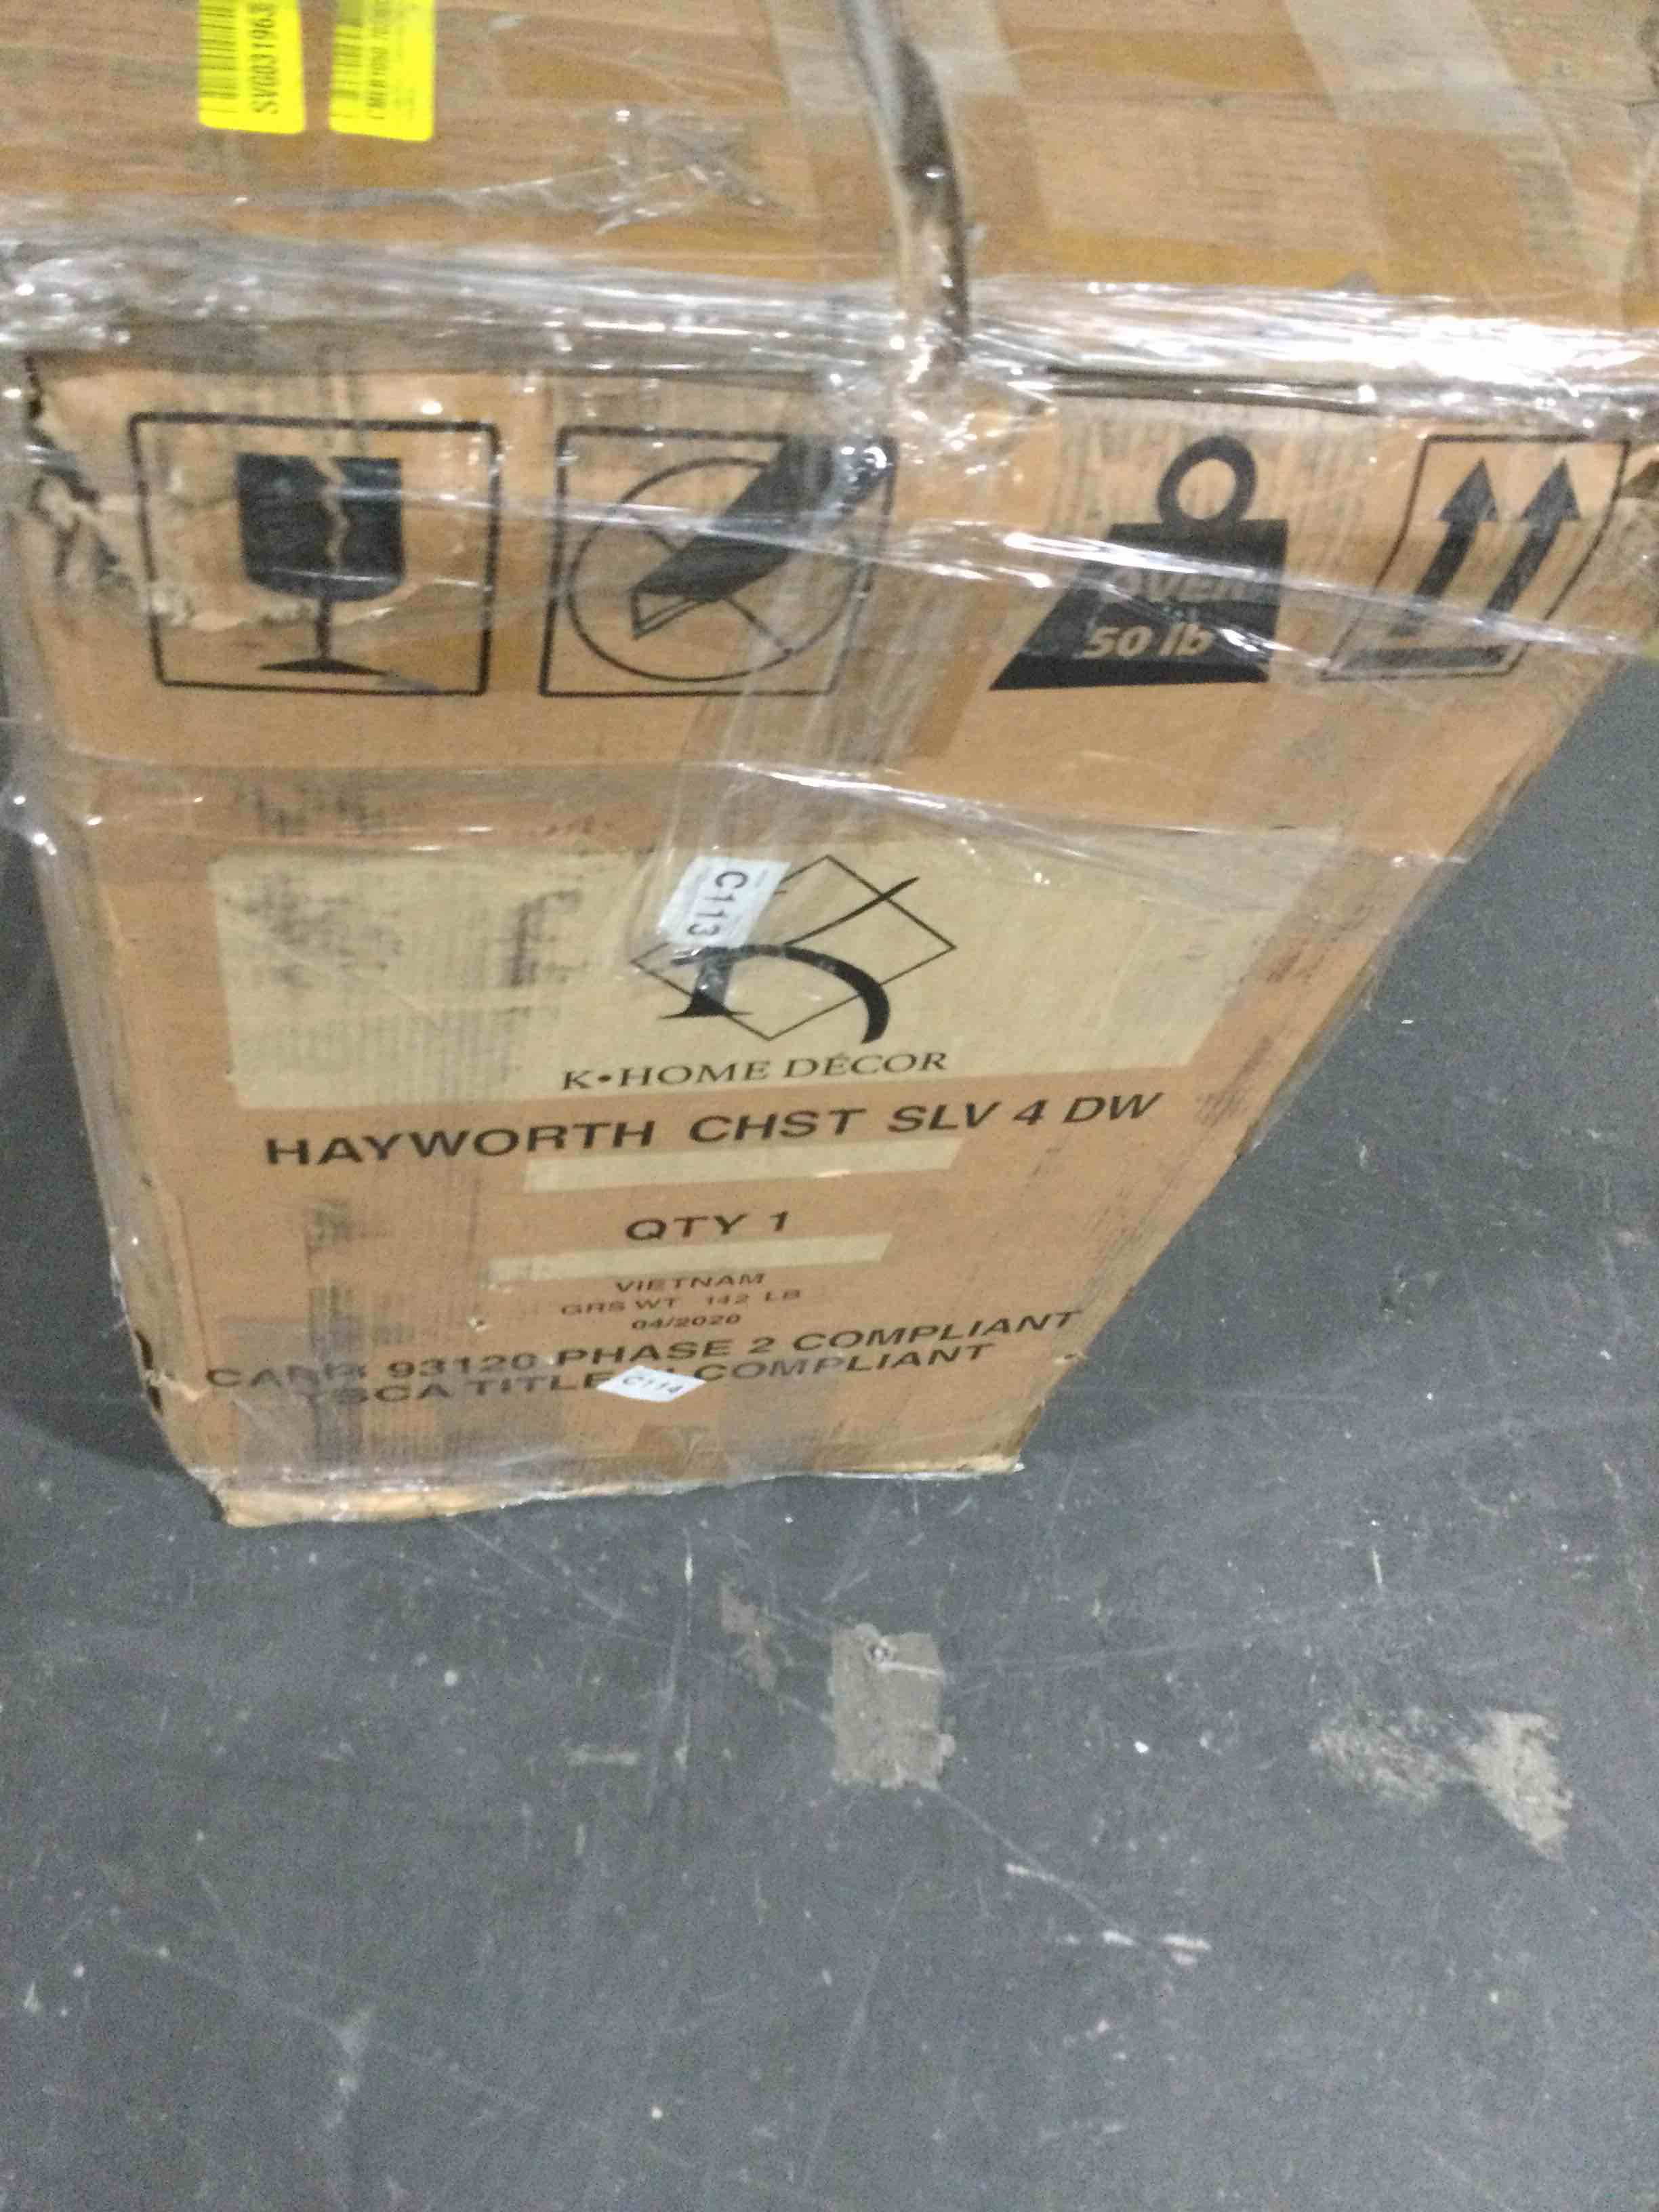 SVG031963
OVER
50 lb
C113
K•HOME DÉCOR
HAYWORTH CHST SLV 4 DW
QTY 1
VIETNAM
GRS WT 142 LB
04/2020
93120 PHASE 2 COMPLIANT
TSCA TITLE COMPLIANT
C114